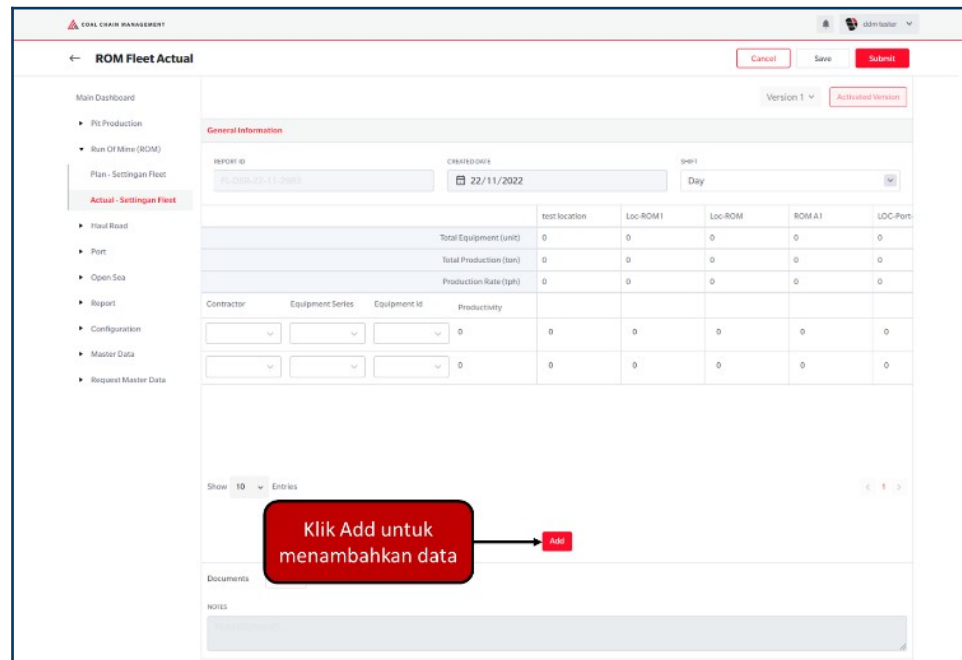 COAL CHAIN MANAGEMENT
ddm tester
← ROM Fleet Actual
Cancel Save Submit
Main Dashboard
Version 1 Activated Version
Pit Production
General Information
Run Of Mine (ROM)
REPORT ID CREATED DATE SHIFT
Plan - Settingan Fleet
22/11/2022 Day
Actual - Settingan Fleet
test location Loc-ROM1 Loc-ROM ROM A1 LOC-Port-
Haul Road
Total Equipment (unit) 0 0 0 0 0
Port
Total Production (ton) 0 0 0 0 0
Open Sea
Production Rate (tph) 0 0 0 0 0
Report
Contractor Equipment Series Equipment Id Productivity
Configuration
0 0 0 0 0 0
Master Data
0 0 0 0 0 0
Request Master Data
Show 10 Entries < 1 >
Klik Add untuk
menambahkan data
Add
Documents
NOTES